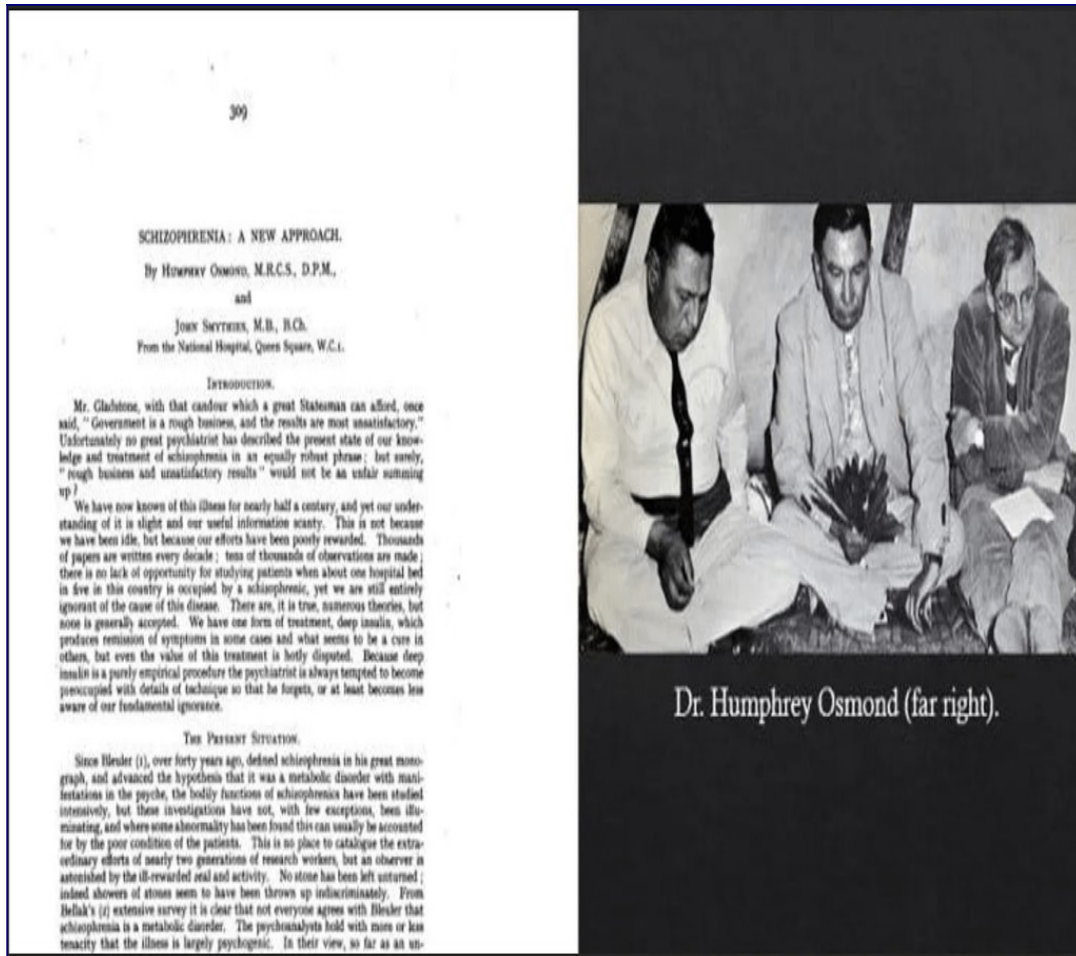 309
SCHIZOPHRENIA: A NEW APPROACH.
By HUMPHRY OSMOND, M.R.C.S., D.P.M.,
and
JOHN SMYTHIES, M.B., B.Ch.
From the National Hospital, Queen Square, W.C.1.
INTRODUCTION.
Mr. Gladstone, with that candour which a great Statesman can afford, once
said, "Government is a rough business, and the results are most unsatisfactory."
Unfortunately no great psychiatrist has described the present state of our know-
ledge and treatment of schizophrenia in an equally robust phrase; but surely,
"rough business and unsatisfactory results" would not be an unfair summing
up?
We have now known of this illness for nearly half a century, and yet our under-
standing of it is slight and our useful information scanty. This is not because
we have been idle, but because our efforts have been poorly rewarded. Thousands
of papers are written every decade; tens of thousands of observations are made;
there is no lack of opportunity for studying patients when about one hospital bed
in five in this country is occupied by a schizophrenic, yet we are still entirely
ignorant of the cause of this disease. There are, it is true, numerous theories, but
none is generally accepted. We have one form of treatment, deep insulin, which
produces remission of symptoms in some cases and what seems to be a cure in
others, but even the value of this treatment is hotly disputed. Because deep
insulin is a purely empirical procedure the psychiatrist is always tempted to become
preoccupied with details of technique so that he forgets, or at least becomes less
aware of our fundamental ignorance.
THE PRESENT SITUATION.
Since Bleuler (1), over forty years ago, defined schizophrenia in his great mono-
graph, and advanced the hypothesis that it was a metabolic disorder with mani-
festations in the psyche, the bodily functions of schizophrenics have been studied
intensively, but these investigations have not, with few exceptions, been illu-
minating, and where some abnormality has been found this can usually be accounted
for by the poor condition of the patients. This is no place to catalogue the extra-
ordinary efforts of nearly two generations of research workers, but an observer is
astonished by the ill-rewarded zeal and activity. No stone has been left unturned;
indeed showers of stones seem to have been thrown up indiscriminately. From
Bellak's (2) extensive survey it is clear that not everyone agrees with Bleuler that
schizophrenia is a metabolic disorder. The psychoanalysts hold with more or less
tenacity that the illness is largely psychogenic. In their view, so far as an un-
Dr. Humphrey Osmond (far right).